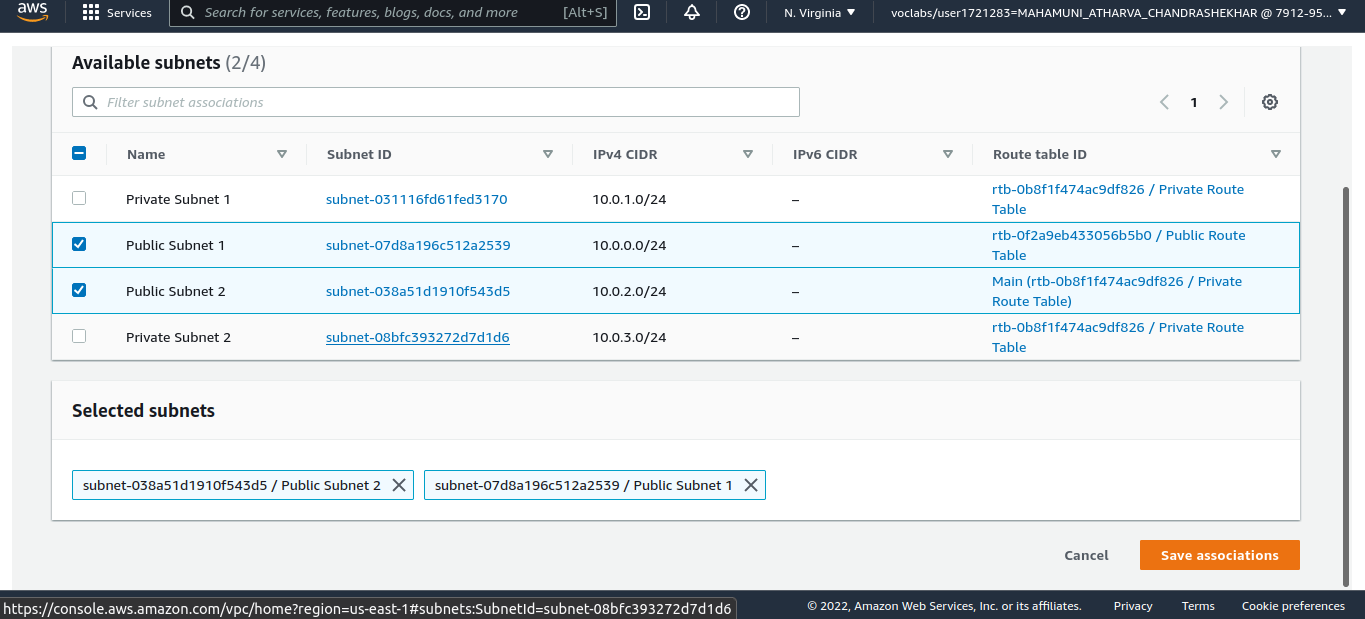 aws
Services
Search for services, features, blogs, docs, and more [Alt+S]
N. Virginia
voclabs/user1721283=MAHAMUNI_ATHARVA_CHANDRASHEKHAR @ 7912-95...
Available subnets (2/4)
Filter subnet associations
1
Name Subnet ID IPv4 CIDR IPv6 CIDR Route table ID
Private Subnet 1 subnet-031116fd61fed3170 10.0.1.0/24 – rtb-0b8f1f474ac9df826 / Private Route
Table
Public Subnet 1 subnet-07d8a196c512a2539 10.0.0.0/24 – rtb-0f2a9eb433056b5b0 / Public Route
Table
Public Subnet 2 subnet-038a51d1910f543d5 10.0.2.0/24 – Main (rtb-0b8f1f474ac9df826 / Private
Route Table)
Private Subnet 2 subnet-08bfc393272d7d1d6 10.0.3.0/24 – rtb-0b8f1f474ac9df826 / Private Route
Table
Selected subnets
subnet-038a51d1910f543d5 / Public Subnet 2
subnet-07d8a196c512a2539 / Public Subnet 1
Cancel
Save associations
https://console.aws.amazon.com/vpc/home?region=us-east-1#subnets:SubnetId=subnet-08bfc393272d7d1d6
© 2022, Amazon Web Services, Inc. or its affiliates. Privacy Terms Cookie preferences